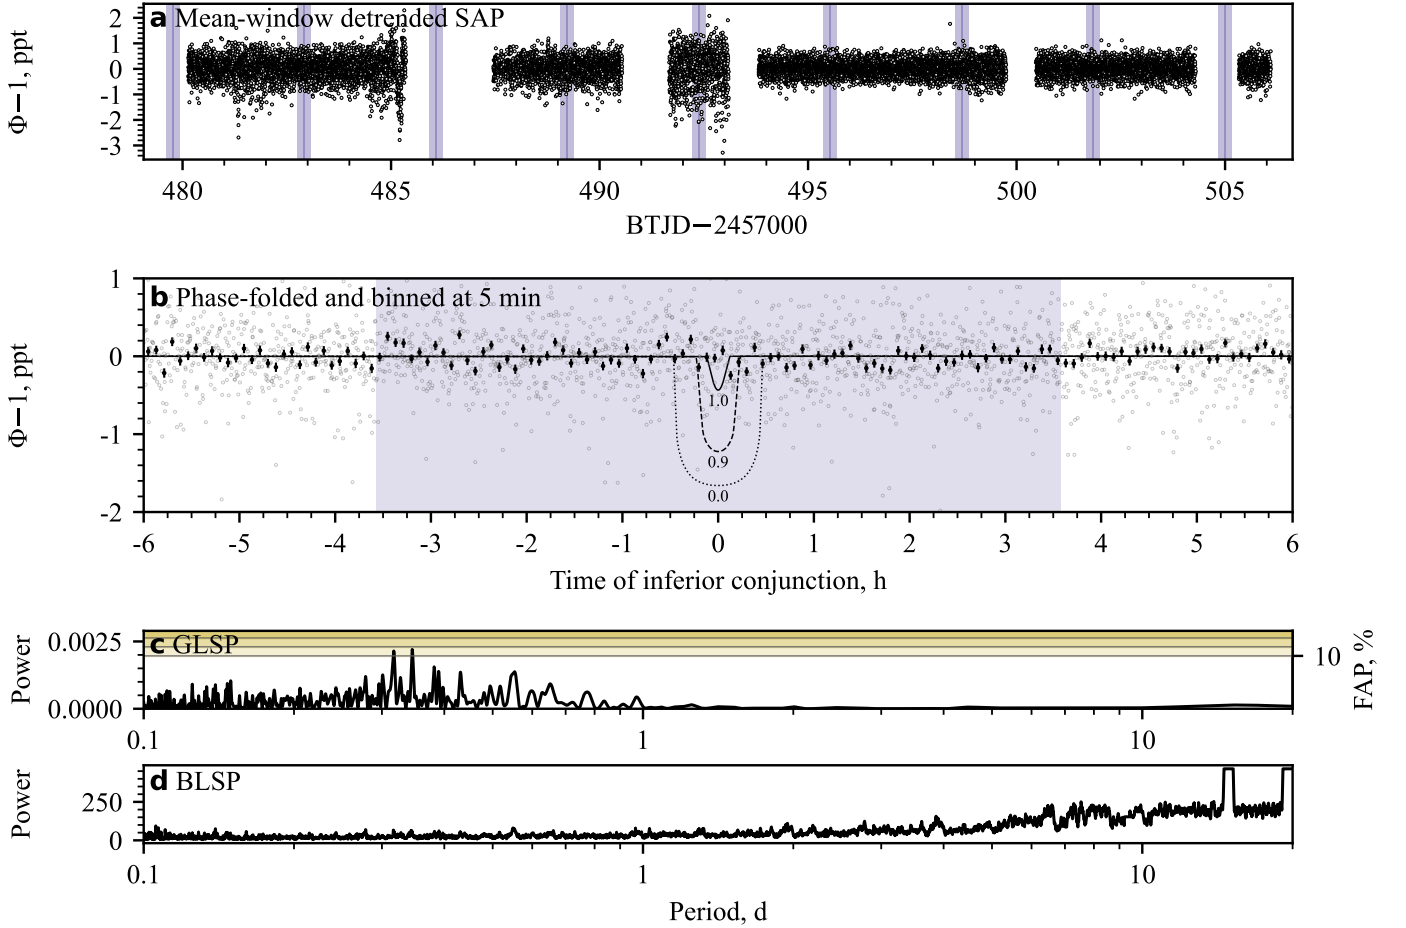 a Mean-window detrended SAP
Φ−1, ppt
2
1
0
-1
-2
-3
480 485 490 495 500 505
BTJD−2457000
b Phase-folded and binned at 5 min
Φ−1, ppt
1
0
-1
-2
1.0
0.9
0.0
-6 -5 -4 -3 -2 -1 0 1 2 3 4 5 6
Time of inferior conjunction, h
c GLSP
Power
0.0025
0.0000
10
FAP, %
0.1 1 10
d BLSP
Power
250
0
0.1 1 10
Period, d